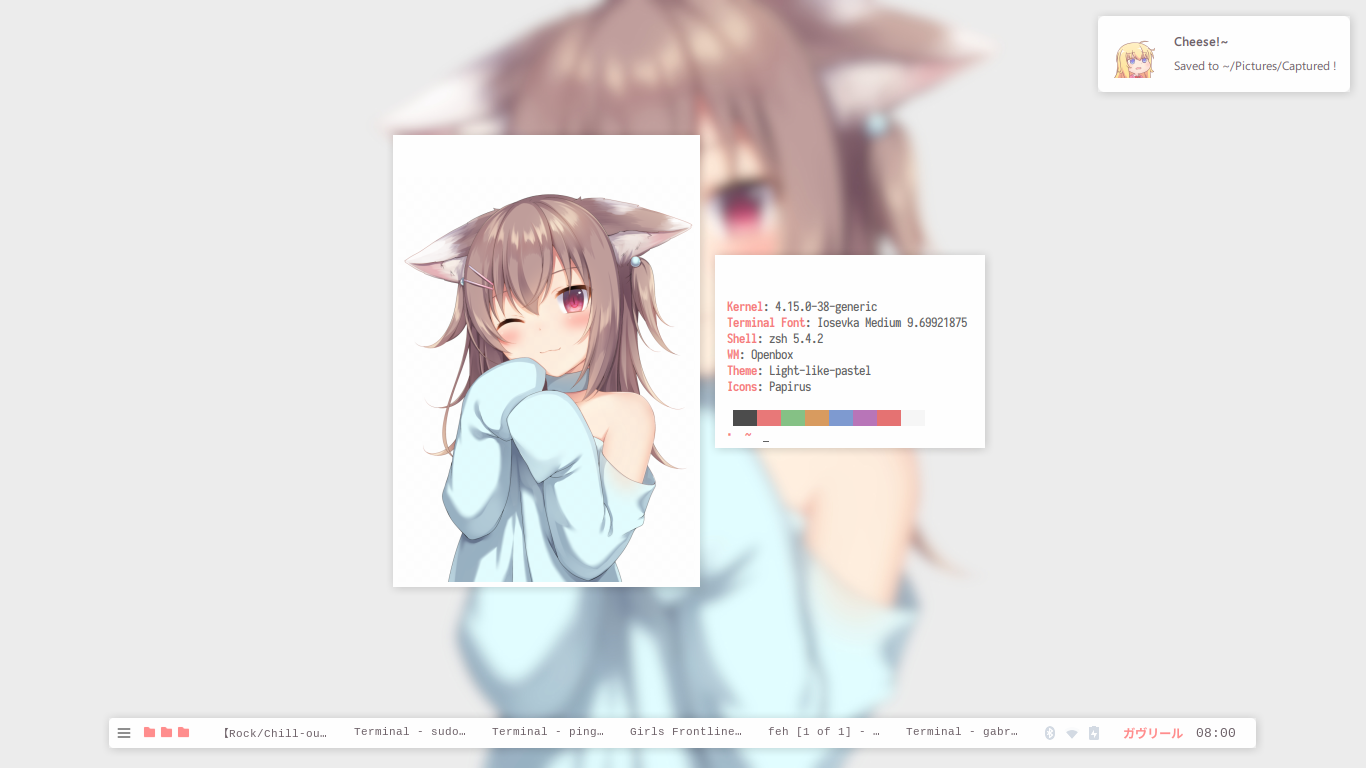 Cheese!~
Saved to ~/Pictures/Captured !
Kernel: 4.15.0-38-generic
Terminal Font: Iosevka Medium 9.69921875
Shell: zsh 5.4.2
WM: Openbox
Theme: Light-like-pastel
Icons: Papirus
~ _
【Rock/Chill-ou…
Terminal - sudo…
Terminal - ping…
Girls Frontline…
feh [1 of 1] - …
Terminal - gabr…
ガヴリール
08:00